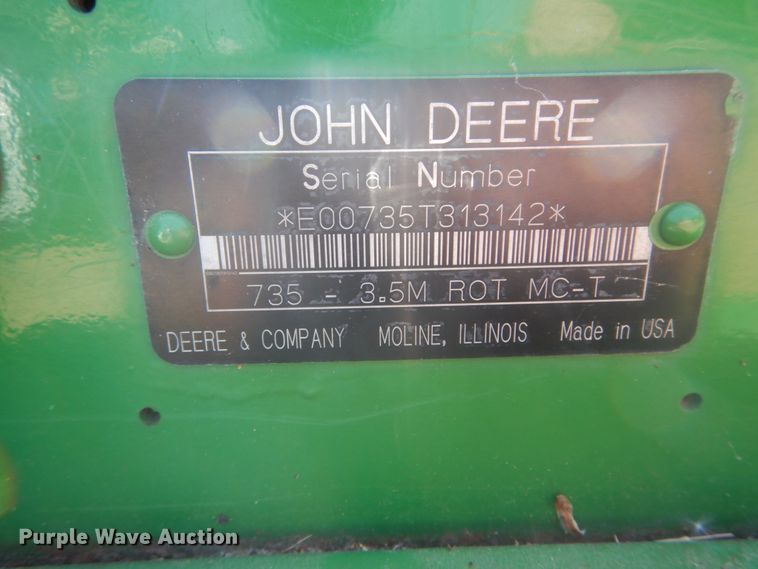 JOHN DEERE
Serial Number
*E00735T313142*
735 - 3.5M ROT MC-T
DEERE & COMPANY MOLINE, ILLINOIS Made in USA
Purple Wave Auction